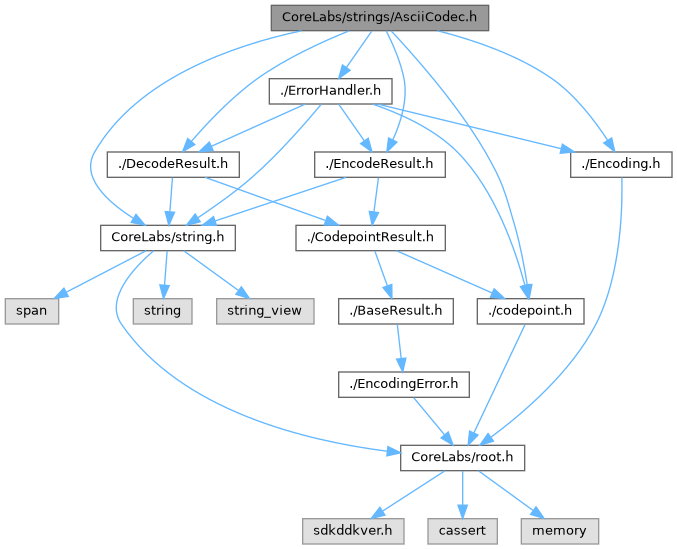 CoreLabs/strings/AsciiCodec.h
./ErrorHandler.h
./DecodeResult.h
./EncodeResult.h
./Encoding.h
CoreLabs/string.h
./CodepointResult.h
span
string
string_view
./BaseResult.h
./codepoint.h
./EncodingError.h
CoreLabs/root.h
sdkddkver.h
cassert
memory